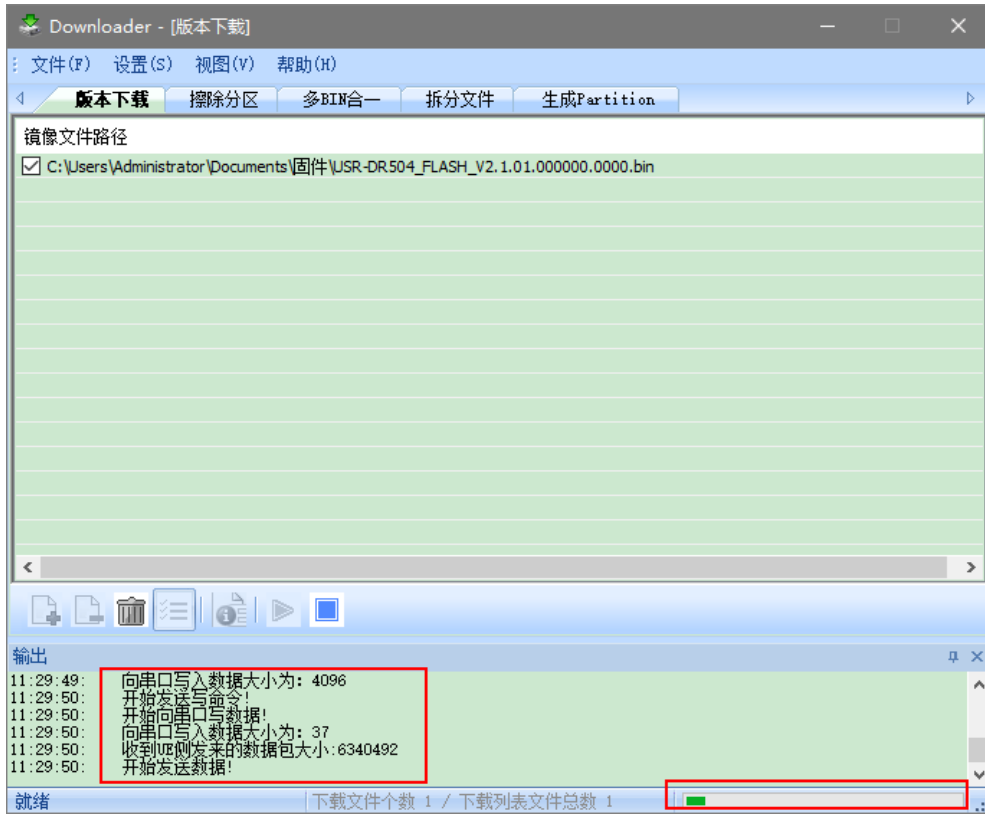 Downloader - [版本下载]
文件(F) 设置(S) 视图(V) 帮助(H)
版本下载 擦除分区 多BIN合一 拆分文件 生成Partition
镜像文件路径
C:\Users\Administrator\Documents\固件\USR-DR504_FLASH_V2.1.01.000000.0000.bin
输出
11:29:49: 向串口写入数据大小为: 4096
11:29:50: 开始发送写命令!
11:29:50: 开始向串口写数据!
11:29:50: 向串口写入数据大小为: 37
11:29:50: 收到UE侧发来的数据包大小:6340492
11:29:50: 开始发送数据!
就绪 下载文件个数 1 / 下载列表文件总数 1